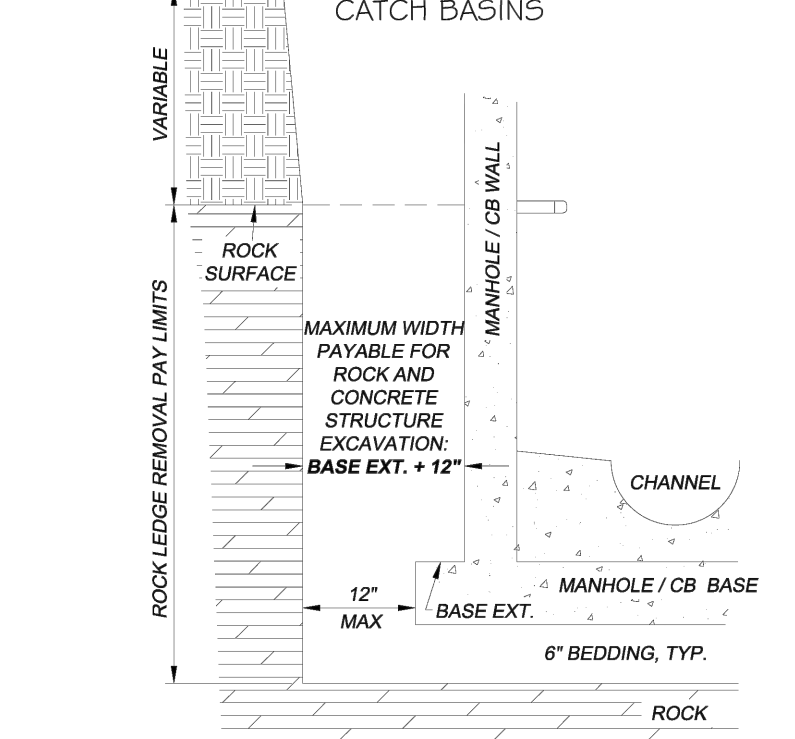 CATCH BASINS
VARIABLE
MANHOLE / CB WALL
ROCK
SURFACE
ROCK LEDGE REMOVAL PAY LIMITS
MAXIMUM WIDTH
PAYABLE FOR
ROCK AND
CONCRETE
STRUCTURE
EXCAVATION:
BASE EXT. + 12"
CHANNEL
12"
MAX
BASE EXT.
MANHOLE / CB BASE
6" BEDDING, TYP.
ROCK